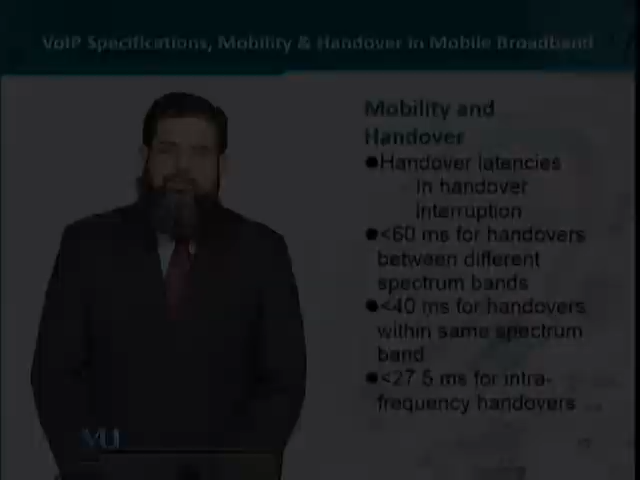 VoIP Specifications, Mobility & Handover in Mobile Broadband
Mobility and
Handover
●Handover latencies
In handover
interruption
●<60 ms for handovers
between different
spectrum bands
●<40 ms for handovers
within same spectrum
band
●<27 5 ms for intra-
frequency handovers
VU